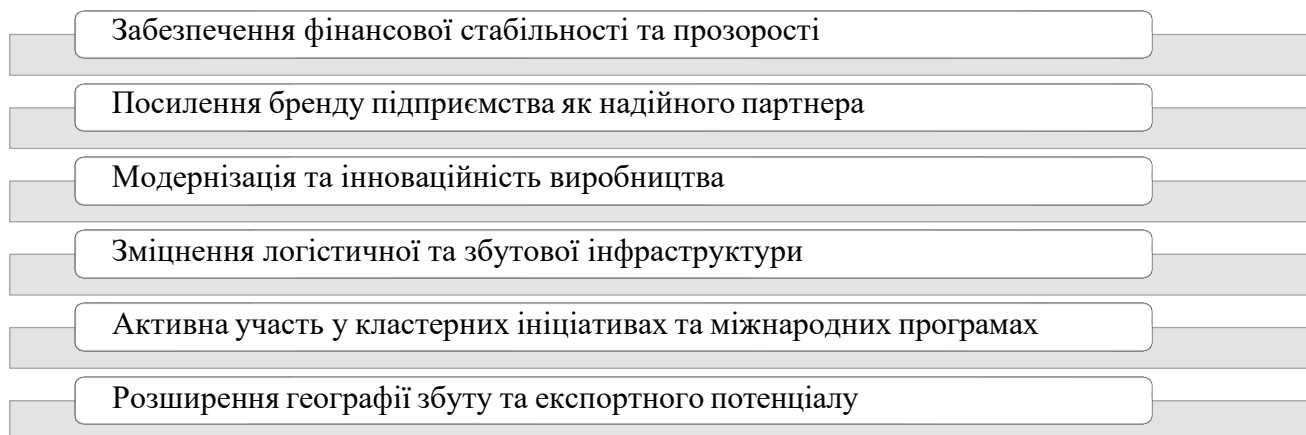 Забезпечення фінансової стабільності та прозорості
Посилення бренду підприємства як надійного партнера
Модернізація та інноваційність виробництва
Зміцнення логістичної та збутової інфраструктури
Активна участь у кластерних ініціативах та міжнародних програмах
Розширення географії збуту та експортного потенціалу